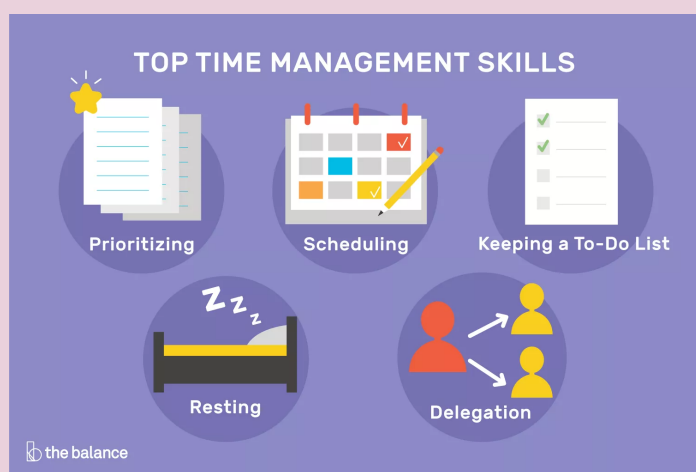 TOP TIME MANAGEMENT SKILLS
Prioritizing
Scheduling
Keeping a To-Do List
Z Z Z
Resting
Delegation
the balance